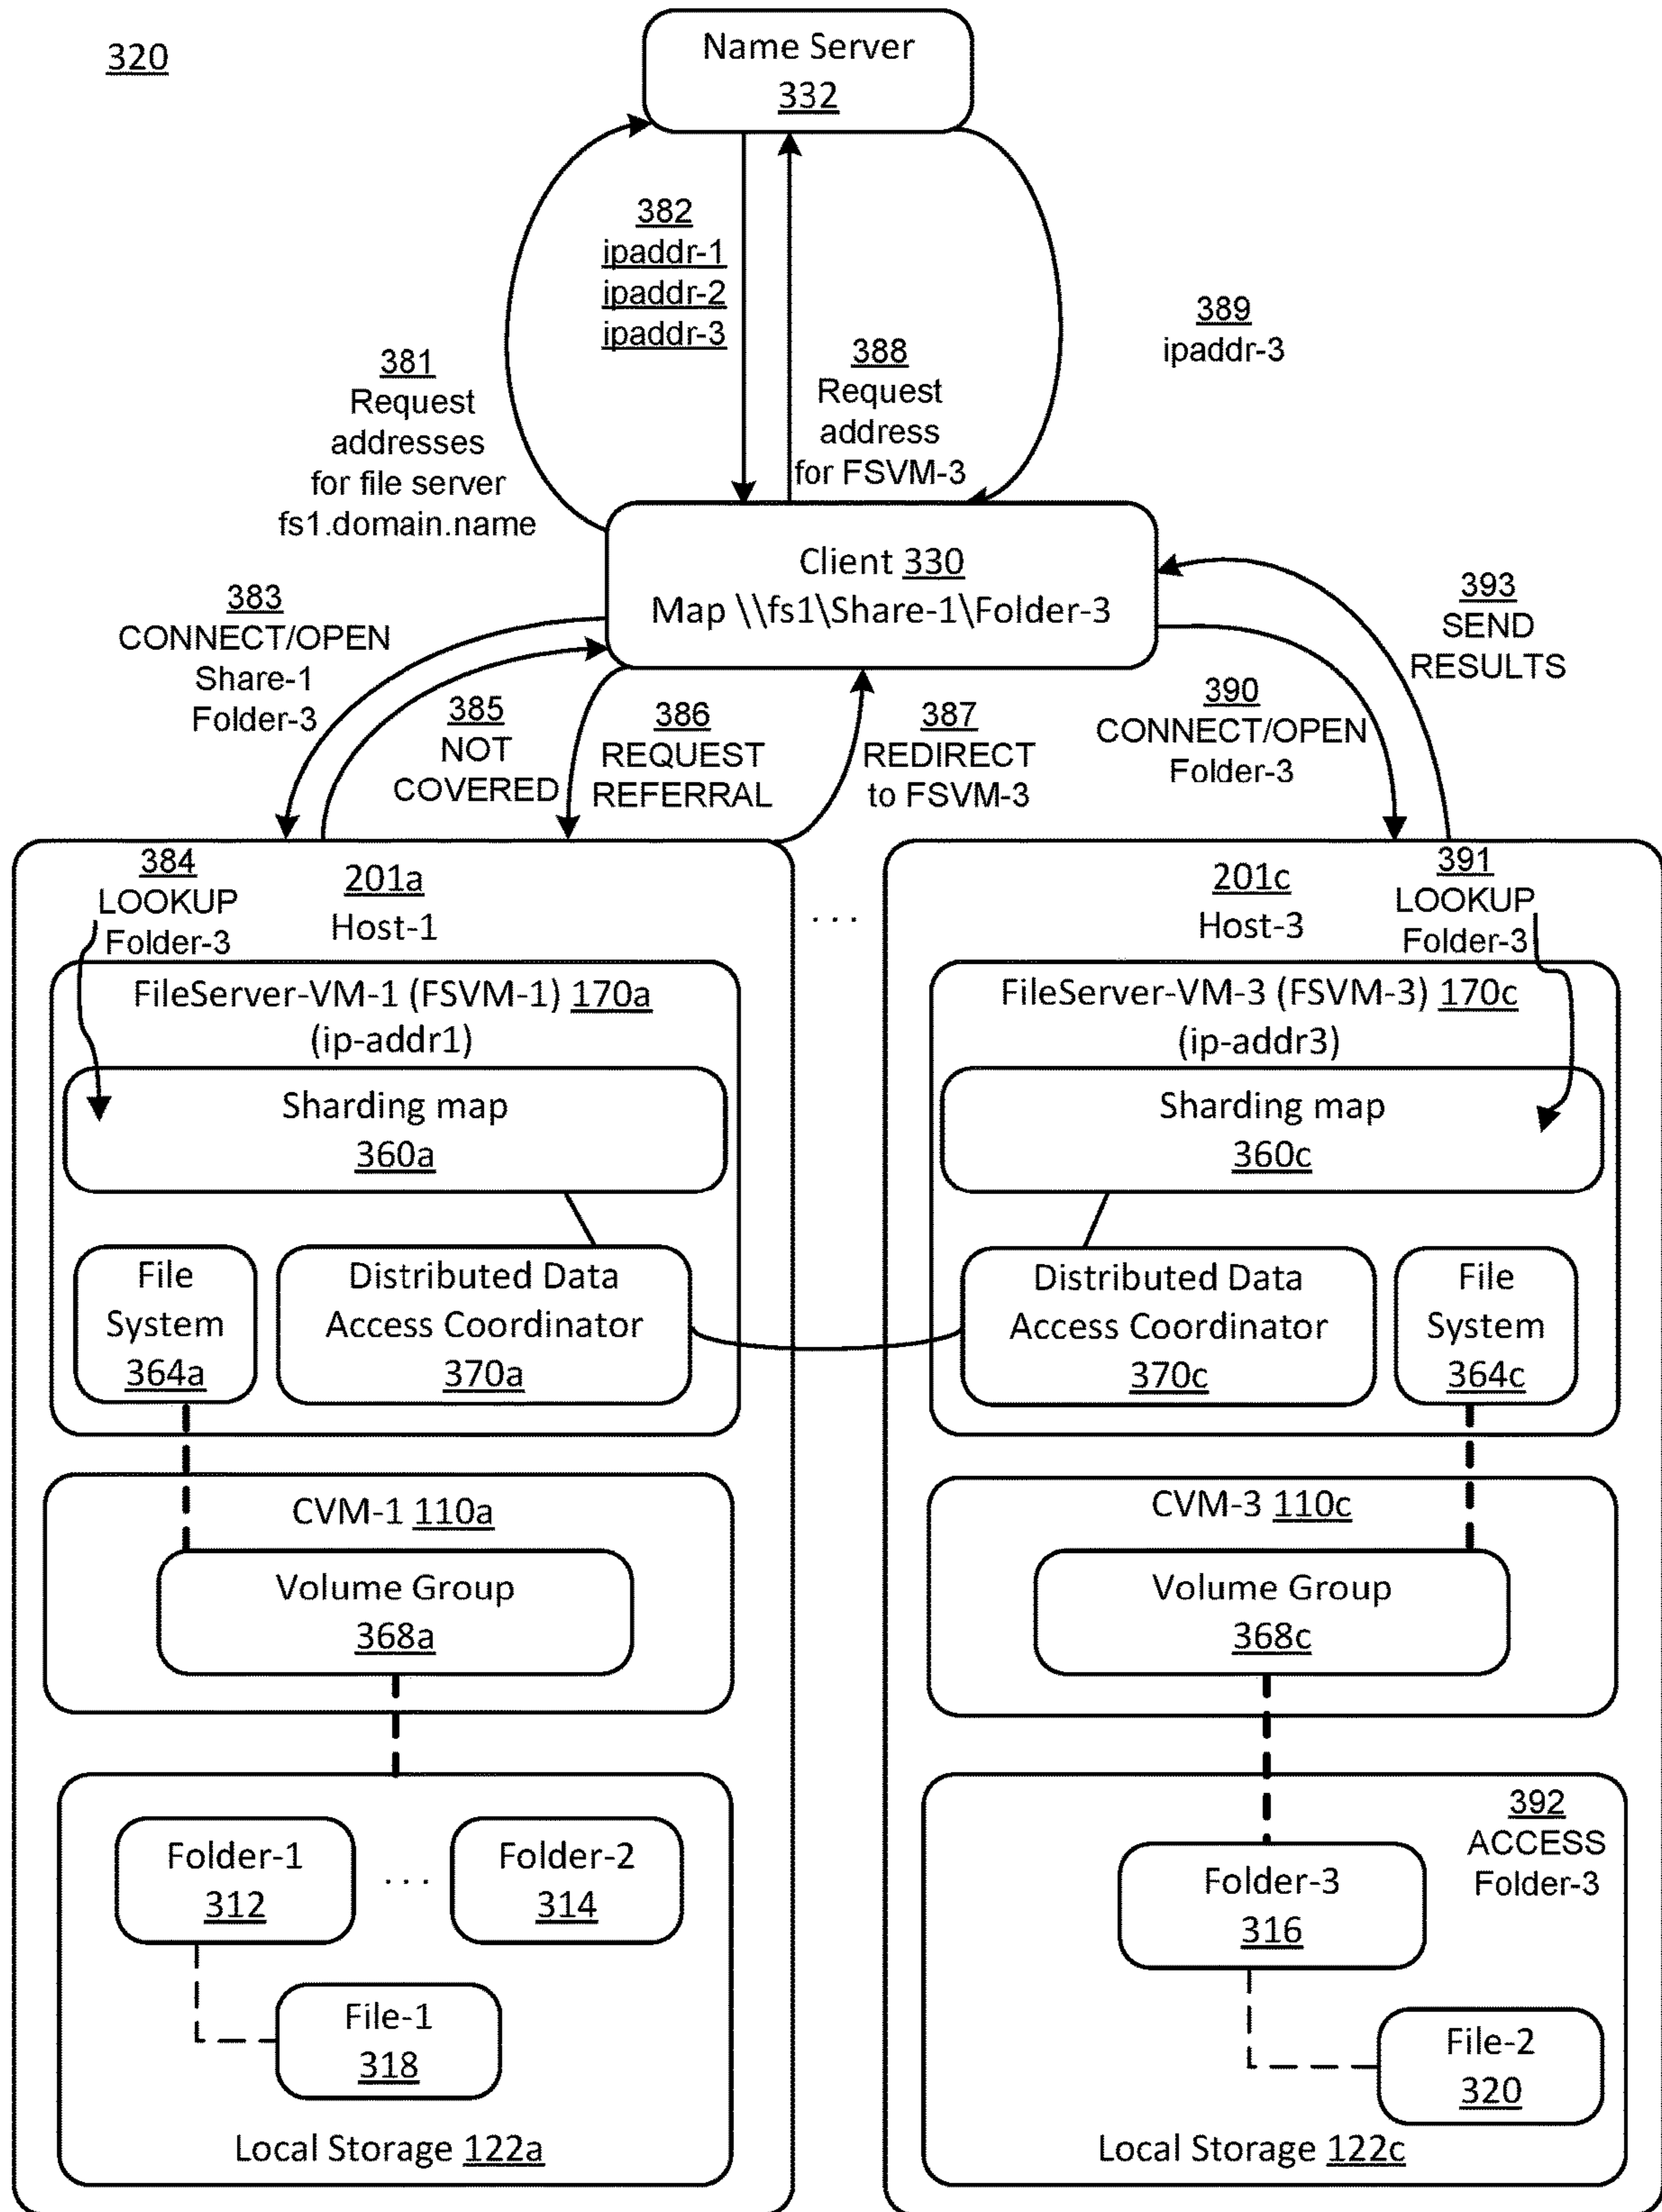 320
Name Server
332
382
ipaddr-1
ipaddr-2
ipaddr-3
389
ipaddr-3
381
Request
addresses
for file server
fs1.domain.name
388
Request
address
for FSVM-3
Client 330
Map \\fs1\Share-1\Folder-3
383
CONNECT/OPEN
Share-1
Folder-3
385
NOT
COVERED
386
REQUEST
REFERRAL
387
REDIRECT
to FSVM-3
390
CONNECT/OPEN
Folder-3
393
SEND
RESULTS
384
LOOKUP
Folder-3
201a
Host-1
FileServer-VM-1 (FSVM-1) 170a
(ip-addr1)
Sharding map
360a
File
System
364a
Distributed Data
Access Coordinator
370a
CVM-1 110a
Volume Group
368a
Folder-1
312
. . .
Folder-2
314
File-1
318
Local Storage 122a
. . .
201c
Host-3
391
LOOKUP
Folder-3
FileServer-VM-3 (FSVM-3) 170c
(ip-addr3)
Sharding map
360c
Distributed Data
Access Coordinator
370c
File
System
364c
CVM-3 110c
Volume Group
368c
392
ACCESS
Folder-3
Folder-3
316
File-2
320
Local Storage 122c